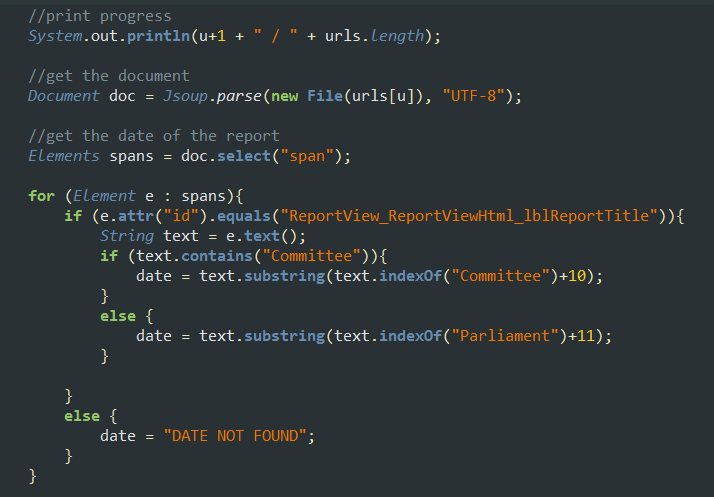 //print progress
System.out.println(u+1 + " / " + urls.length);
//get the document
Document doc = Jsoup.parse(new File(urls[u]), "UTF-8");
//get the date of the report
Elements spans = doc.select("span");
for (Element e : spans){
if (e.attr("id").equals("ReportView_ReportViewHtml_lblReportTitle")){
String text = e.text();
if (text.contains("Committee")){
date = text.substring(text.indexOf("Committee")+10);
}
else {
date = text.substring(text.indexOf("Parliament")+11);
}
}
else {
date = "DATE NOT FOUND";
}
}